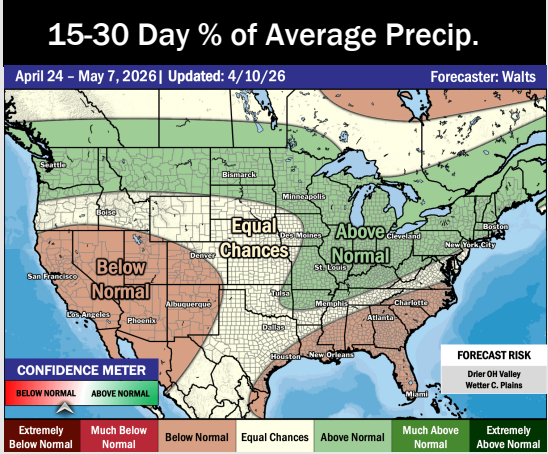 15-30 Day % of Average Precip.
April 24 – May 7, 2026| Updated: 4/10/26
Forecaster: Walts
Seattle
Bismarck
Minneapolis
Boise
Equal
Chances
Des Moines
Above
Normal
Cleveland
Boston
New York City
Denver
St. Louis
San Francisco
Below
Normal
Albuquerque
Tulsa
Memphis
Charlotte
Los Angeles
Phoenix
Dallas
Atlanta
Houston
New Orleans
Miami
CONFIDENCE METER
BELOW NORMAL
ABOVE NORMAL
FORECAST RISK
Drier OH Valley
Wetter C. Plains
Extremely
Below Normal
Much Below
Normal
Below Normal
Equal Chances
Above Normal
Much Above
Normal
Extremely
Above Normal